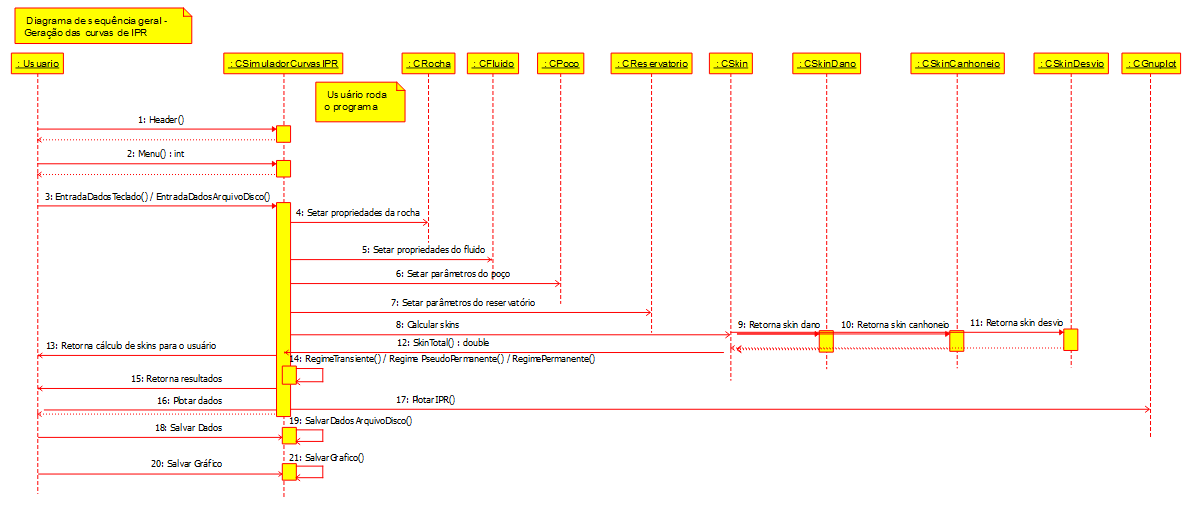 Diagrama de sequência geral -
Geração das curvas de IPR
: Usuario
: CSimuladorCurvasIPR
: CRocha
: CFluido
: CPoco
: CReservatorio
: CSkin
: CSkinDano
: CSkinCanhoneio
: CSkinDesvio
: CGnuplot
Usuário roda
o programa
1: Header()
2: Menu() : int
3: EntradaDadosTeclado() / EntradaDadosArquivoDisco()
4: Setar propriedades da rocha
5: Setar propriedades do fluido
6: Setar parâmetros do poço
7: Setar parâmetros do reservatório
8: Calcular skins
9: Retorna skin dano
10: Retorna skin canhoneio
11: Retorna skin desvio
12: SkinTotal() : double
13: Retorna cálculo de skins para o usuário
14: RegimeTransiente() / Regime PseudoPermanente() / RegimePermanente()
15: Retorna resultados
16: Plotar dados
17: PlotarIPR()
18: Salvar Dados
19: SalvarDadosArquivoDisco()
20: Salvar Gráfico
21: SalvarGrafico()